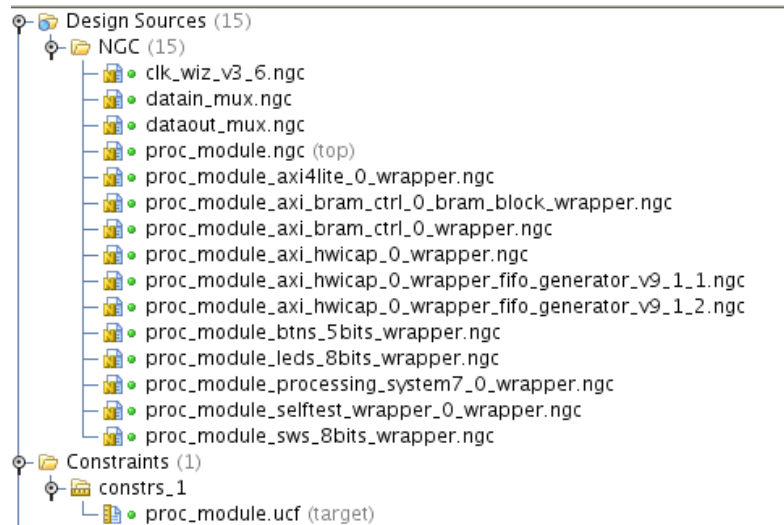 Design Sources (15)
NGC (15)
clk_wiz_v3_6.ngc
datain_mux.ngc
dataout_mux.ngc
proc_module.ngc (top)
proc_module_axi4lite_0_wrapper.ngc
proc_module_axi_bram_ctrl_0_bram_block_wrapper.ngc
proc_module_axi_bram_ctrl_0_wrapper.ngc
proc_module_axi_hwicap_0_wrapper.ngc
proc_module_axi_hwicap_0_wrapper_fifo_generator_v9_1_1.ngc
proc_module_axi_hwicap_0_wrapper_fifo_generator_v9_1_2.ngc
proc_module_btns_5bits_wrapper.ngc
proc_module_leds_8bits_wrapper.ngc
proc_module_processing_system7_0_wrapper.ngc
proc_module_selftest_wrapper_0_wrapper.ngc
proc_module_sws_8bits_wrapper.ngc
Constraints (1)
constrs_1
proc_module.ucf (target)